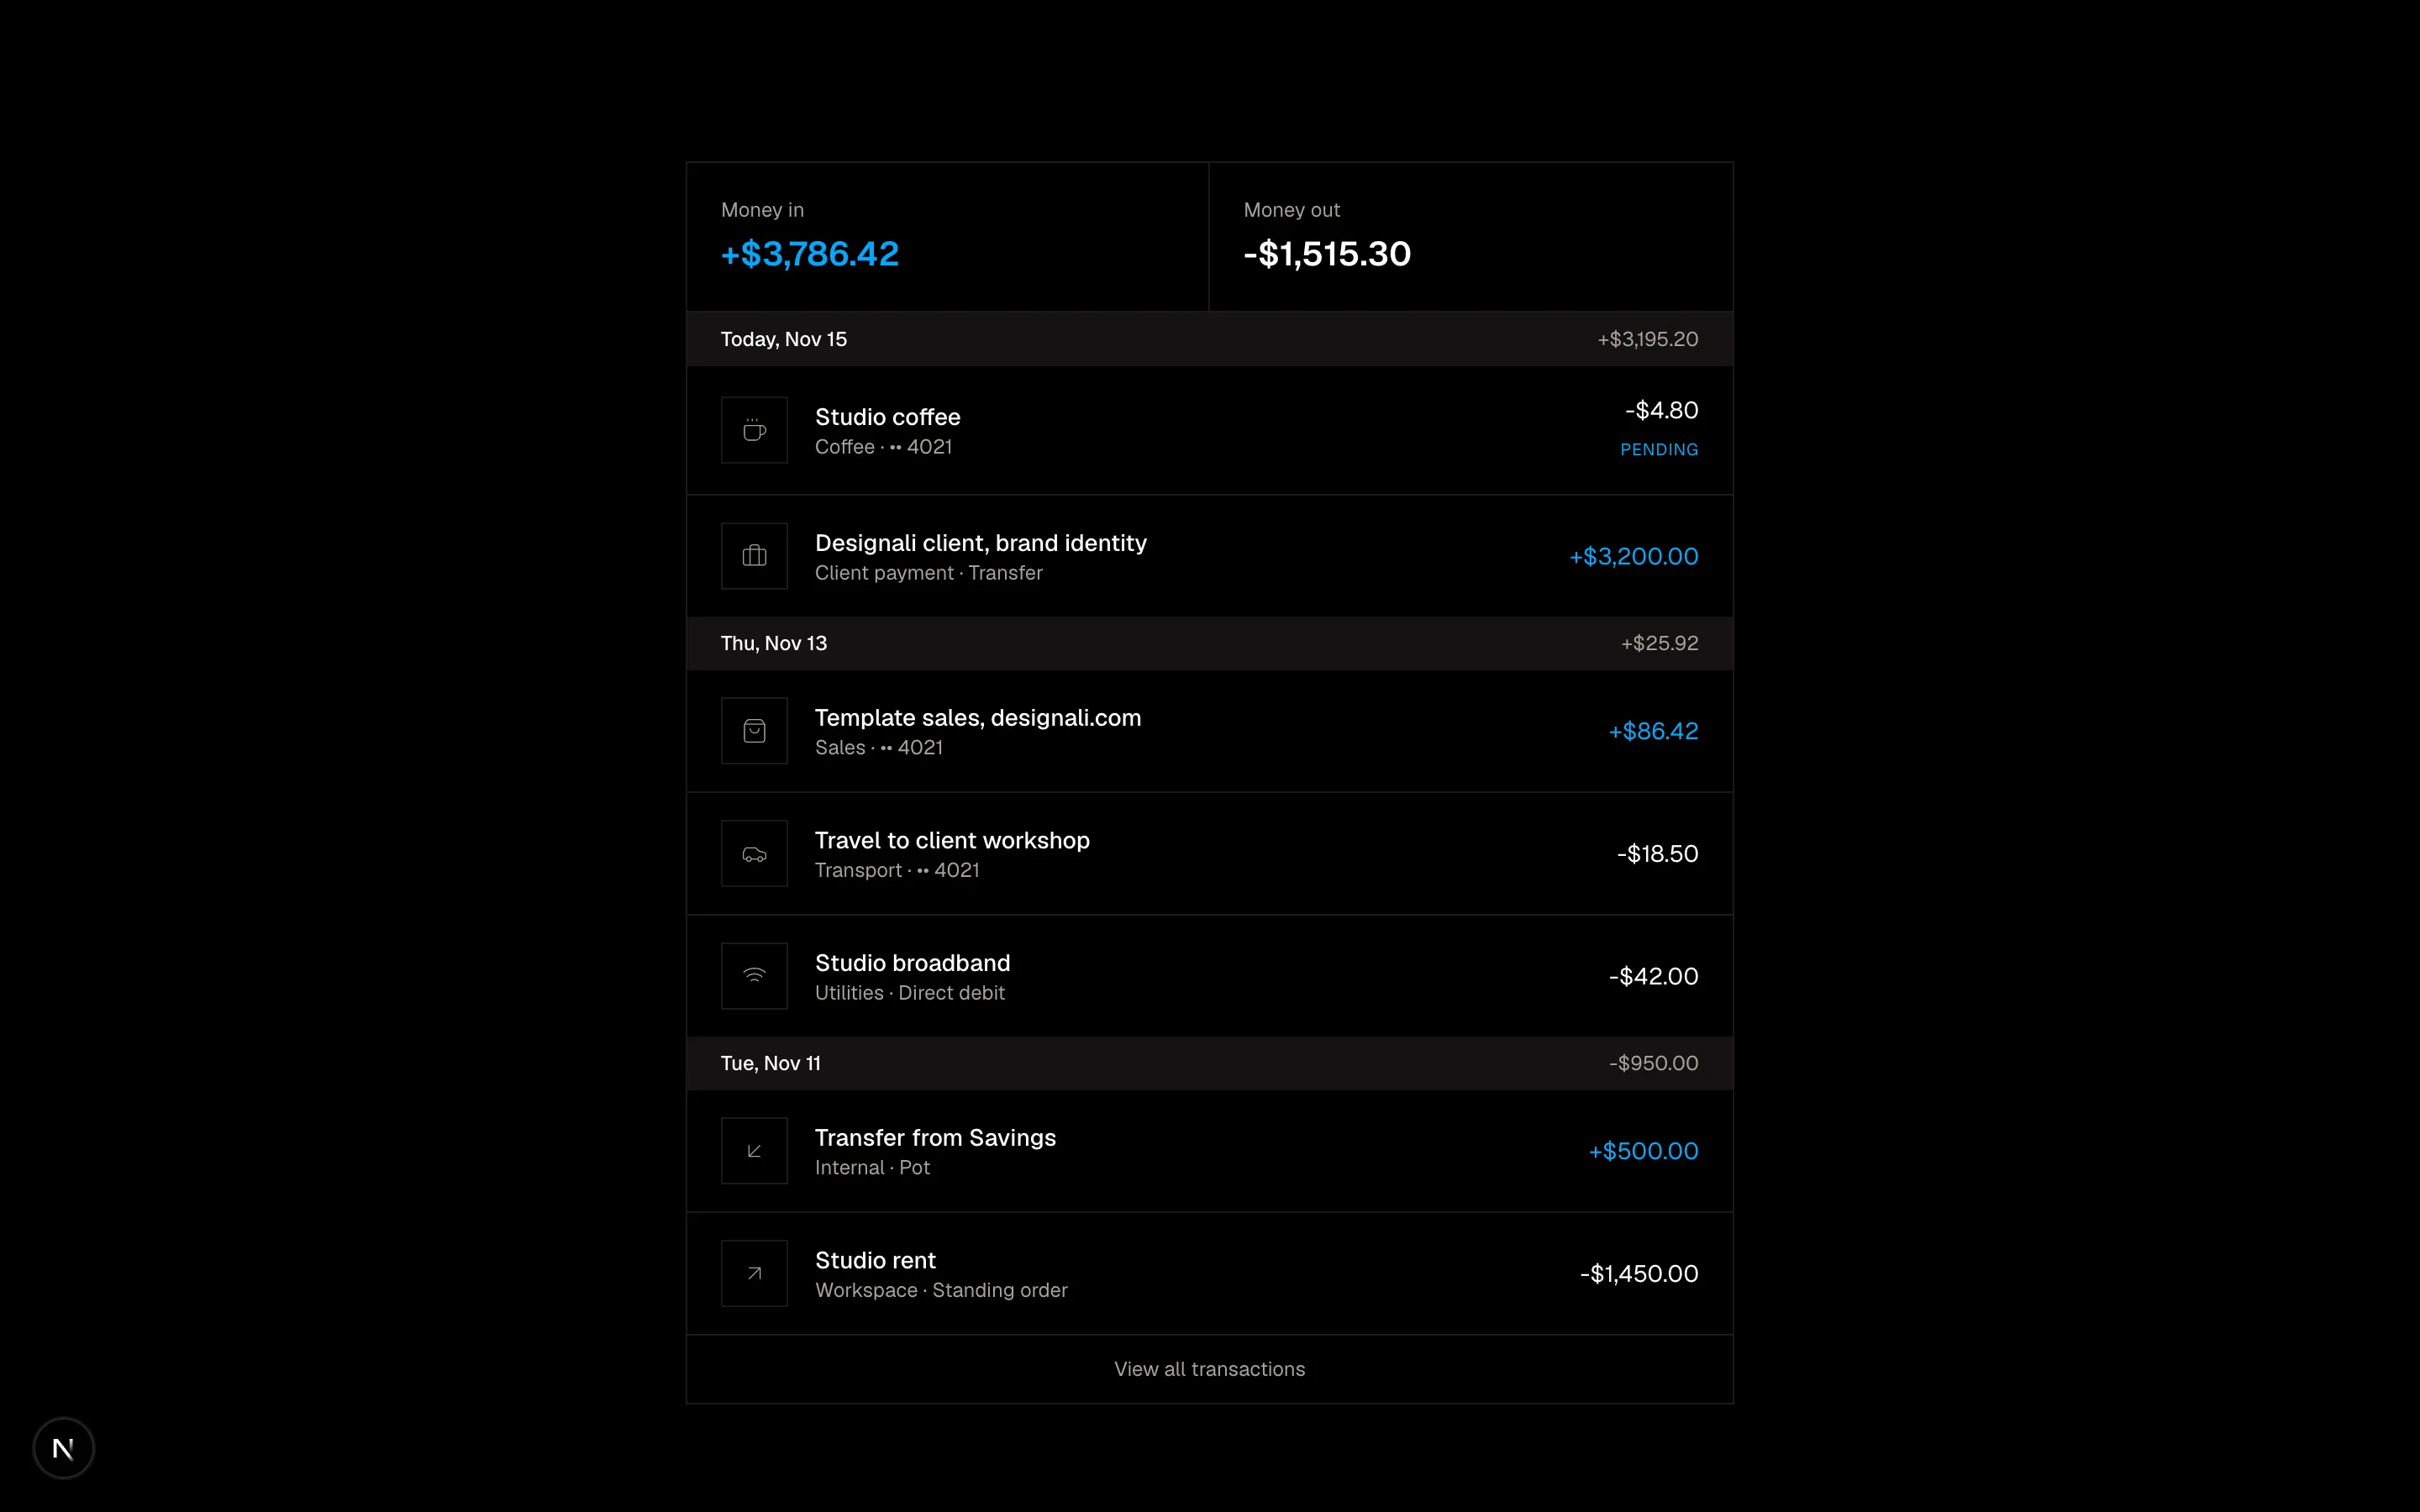 Money in
+$3,786.42
Money out
-$1,515.30
Today, Nov 15
+$3,195.20
Studio coffee
Coffee · •• 4021
-$4.80
PENDING
Designali client, brand identity
Client payment · Transfer
+$3,200.00
Thu, Nov 13
+$25.92
Template sales, designali.com
Sales · •• 4021
+$86.42
Travel to client workshop
Transport · •• 4021
-$18.50
Studio broadband
Utilities · Direct debit
-$42.00
Tue, Nov 11
-$950.00
Transfer from Savings
Internal · Pot
+$500.00
Studio rent
Workspace · Standing order
-$1,450.00
View all transactions
N